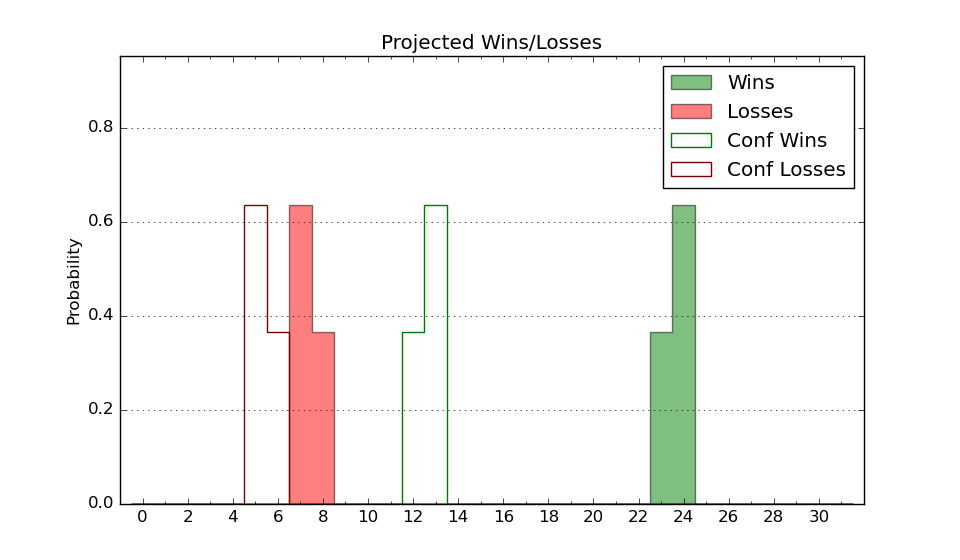 Projected Wins/Losses
Wins
Losses
Conf Wins
Conf Losses
Probability
0.8
0.6
0.4
0.2
0.0
0 2 4 6 8 10 12 14 16 18 20 22 24 26 28 30